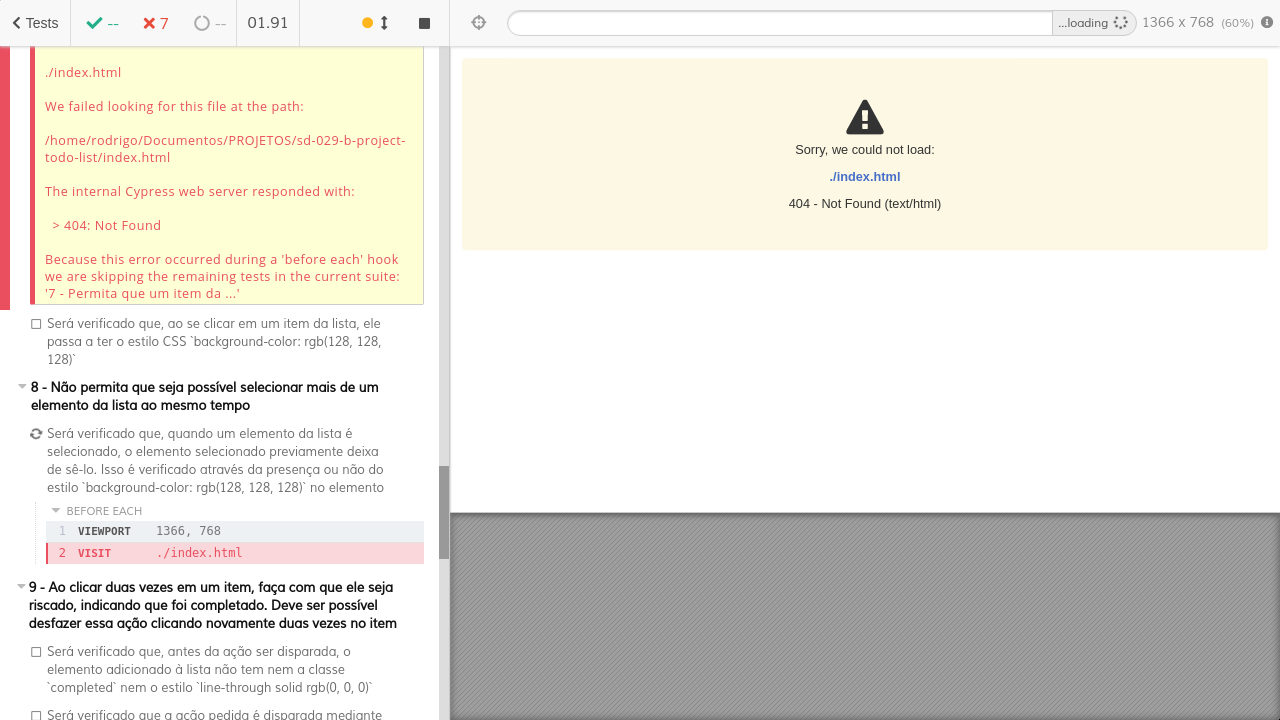 Tests
--
7
--
01.91
...loading
1366 x 768 (60%)
./index.html
We failed looking for this file at the path:
/home/rodrigo/Documentos/PROJETOS/sd-029-b-project-
todo-list/index.html
The internal Cypress web server responded with:
> 404: Not Found
Because this error occurred during a 'before each' hook
we are skipping the remaining tests in the current suite:
'7 - Permita que um item da ...'
Será verificado que, ao se clicar em um item da lista, ele
passa a ter o estilo CSS `background-color: rgb(128, 128,
128)`
8 - Não permita que seja possível selecionar mais de um
elemento da lista ao mesmo tempo
Será verificado que, quando um elemento da lista é
selecionado, o elemento selecionado previamente deixa
de sê-lo. Isso é verificado através da presença ou não do
estilo `background-color: rgb(128, 128, 128)` no elemento
BEFORE EACH
1 VIEWPORT 1366, 768
2 VISIT ./index.html
9 - Ao clicar duas vezes em um item, faça com que ele seja
riscado, indicando que foi completado. Deve ser possível
desfazer essa ação clicando novamente duas vezes no item
Será verificado que, antes da ação ser disparada, o
elemento adicionado à lista não tem nem a classe
`completed` nem o estilo `line-through solid rgb(0, 0, 0)`
Será verificado que a ação pedida é disparada mediante
Sorry, we could not load:
./index.html
404 - Not Found (text/html)